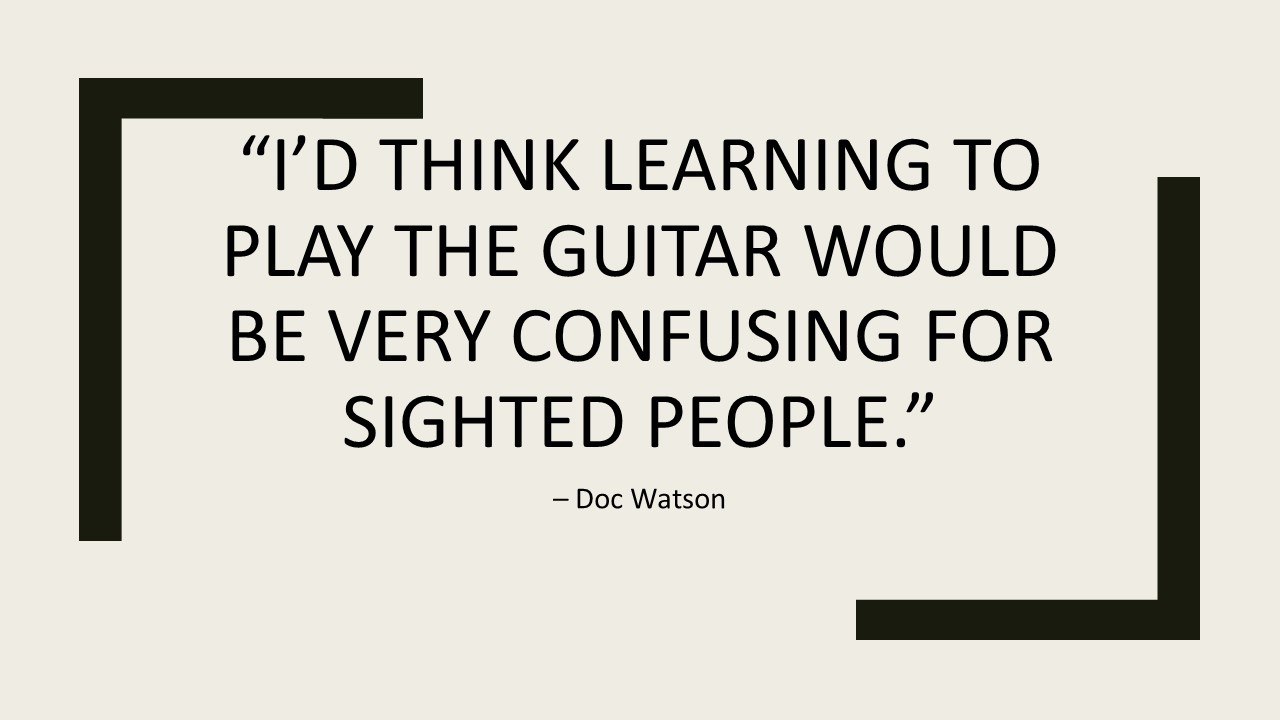 “I’D THINK LEARNING TO
PLAY THE GUITAR WOULD
BE VERY CONFUSING FOR
SIGHTED PEOPLE.”
– Doc Watson